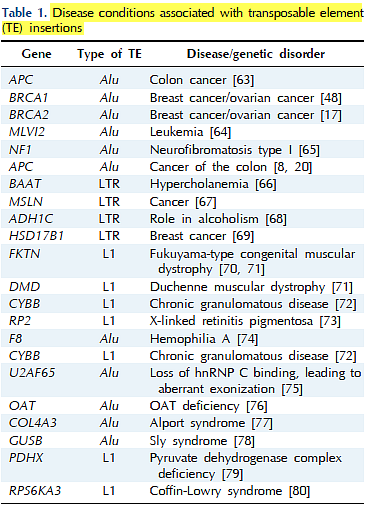 Table 1. Disease conditions associated with transposable element
(TE) insertions
Gene Type of TE Disease/genetic disorder
APC Alu Colon cancer [63]
BRCA1 Alu Breast cancer/ovarian cancer [48]
BRCA2 Alu Breast cancer/ovarian cancer [17]
MLVI2 Alu Leukemia [64]
NF1 Alu Neurofibromatosis type I [65]
APC Alu Cancer of the colon [8, 20]
BAAT LTR Hypercholanemia [66]
MSLN LTR Cancer [67]
ADH1C LTR Role in alcoholism [68]
HSD17B1 LTR Breast cancer [69]
FKTN L1 Fukuyama-type congenital muscular
dystrophy [70, 71]
DMD L1 Duchenne muscular dystrophy [71]
CYBB L1 Chronic granulomatous disease [72]
RP2 L1 X-linked retinitis pigmentosa [73]
F8 Alu Hemophilia A [74]
CYBB L1 Chronic granulomatous disease [72]
U2AF65 Alu Loss of hnRNP C binding, leading to
aberrant exonization [75]
OAT Alu OAT deficiency [76]
COL4A3 Alu Alport syndrome [77]
GUSB Alu Sly syndrome [78]
PDHX L1 Pyruvate dehydrogenase complex
deficiency [79]
RPS6KA3 L1 Coffin-Lowry syndrome [80]